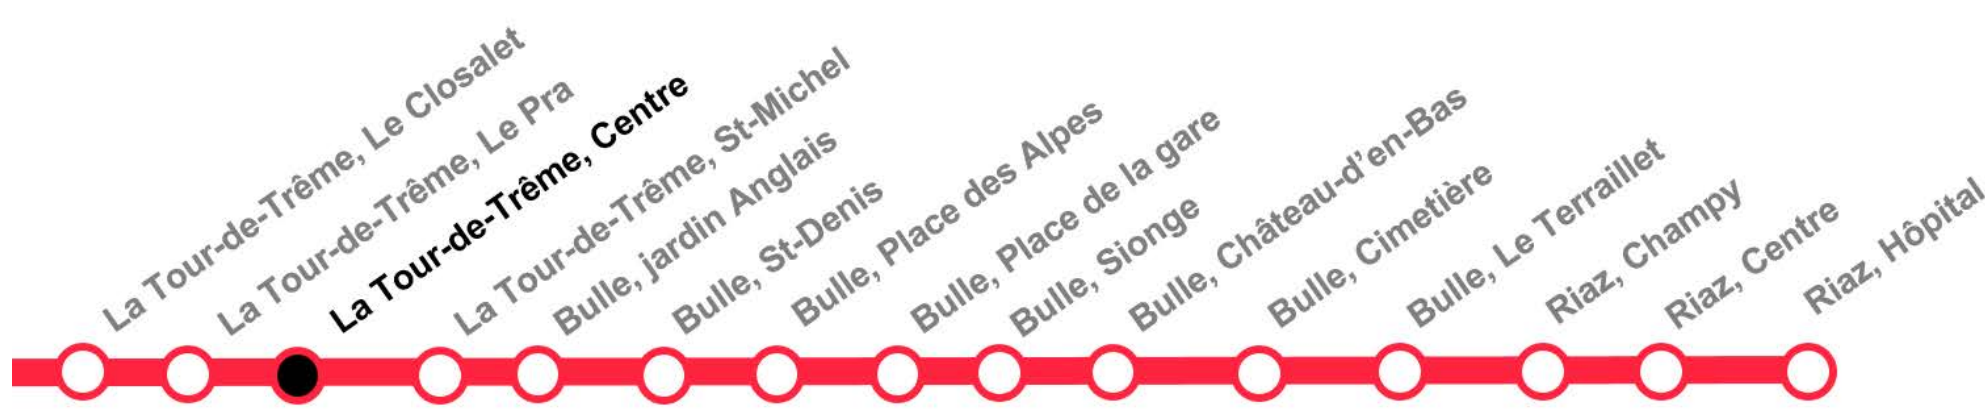 La Tour-de-Trême, Le Closalet
La Tour-de-Trême, Le Pra
La Tour-de-Trême, Centre
La Tour-de-Trême, St-Michel
Bulle, jardin Anglais
Bulle, St-Denis
Bulle, Place des Alpes
Bulle, Place de la gare
Bulle, Sionge
Bulle, Château-d’en-Bas
Bulle, Cimetière
Bulle, Le Terraillet
Riaz, Champy
Riaz, Centre
Riaz, Hôpital